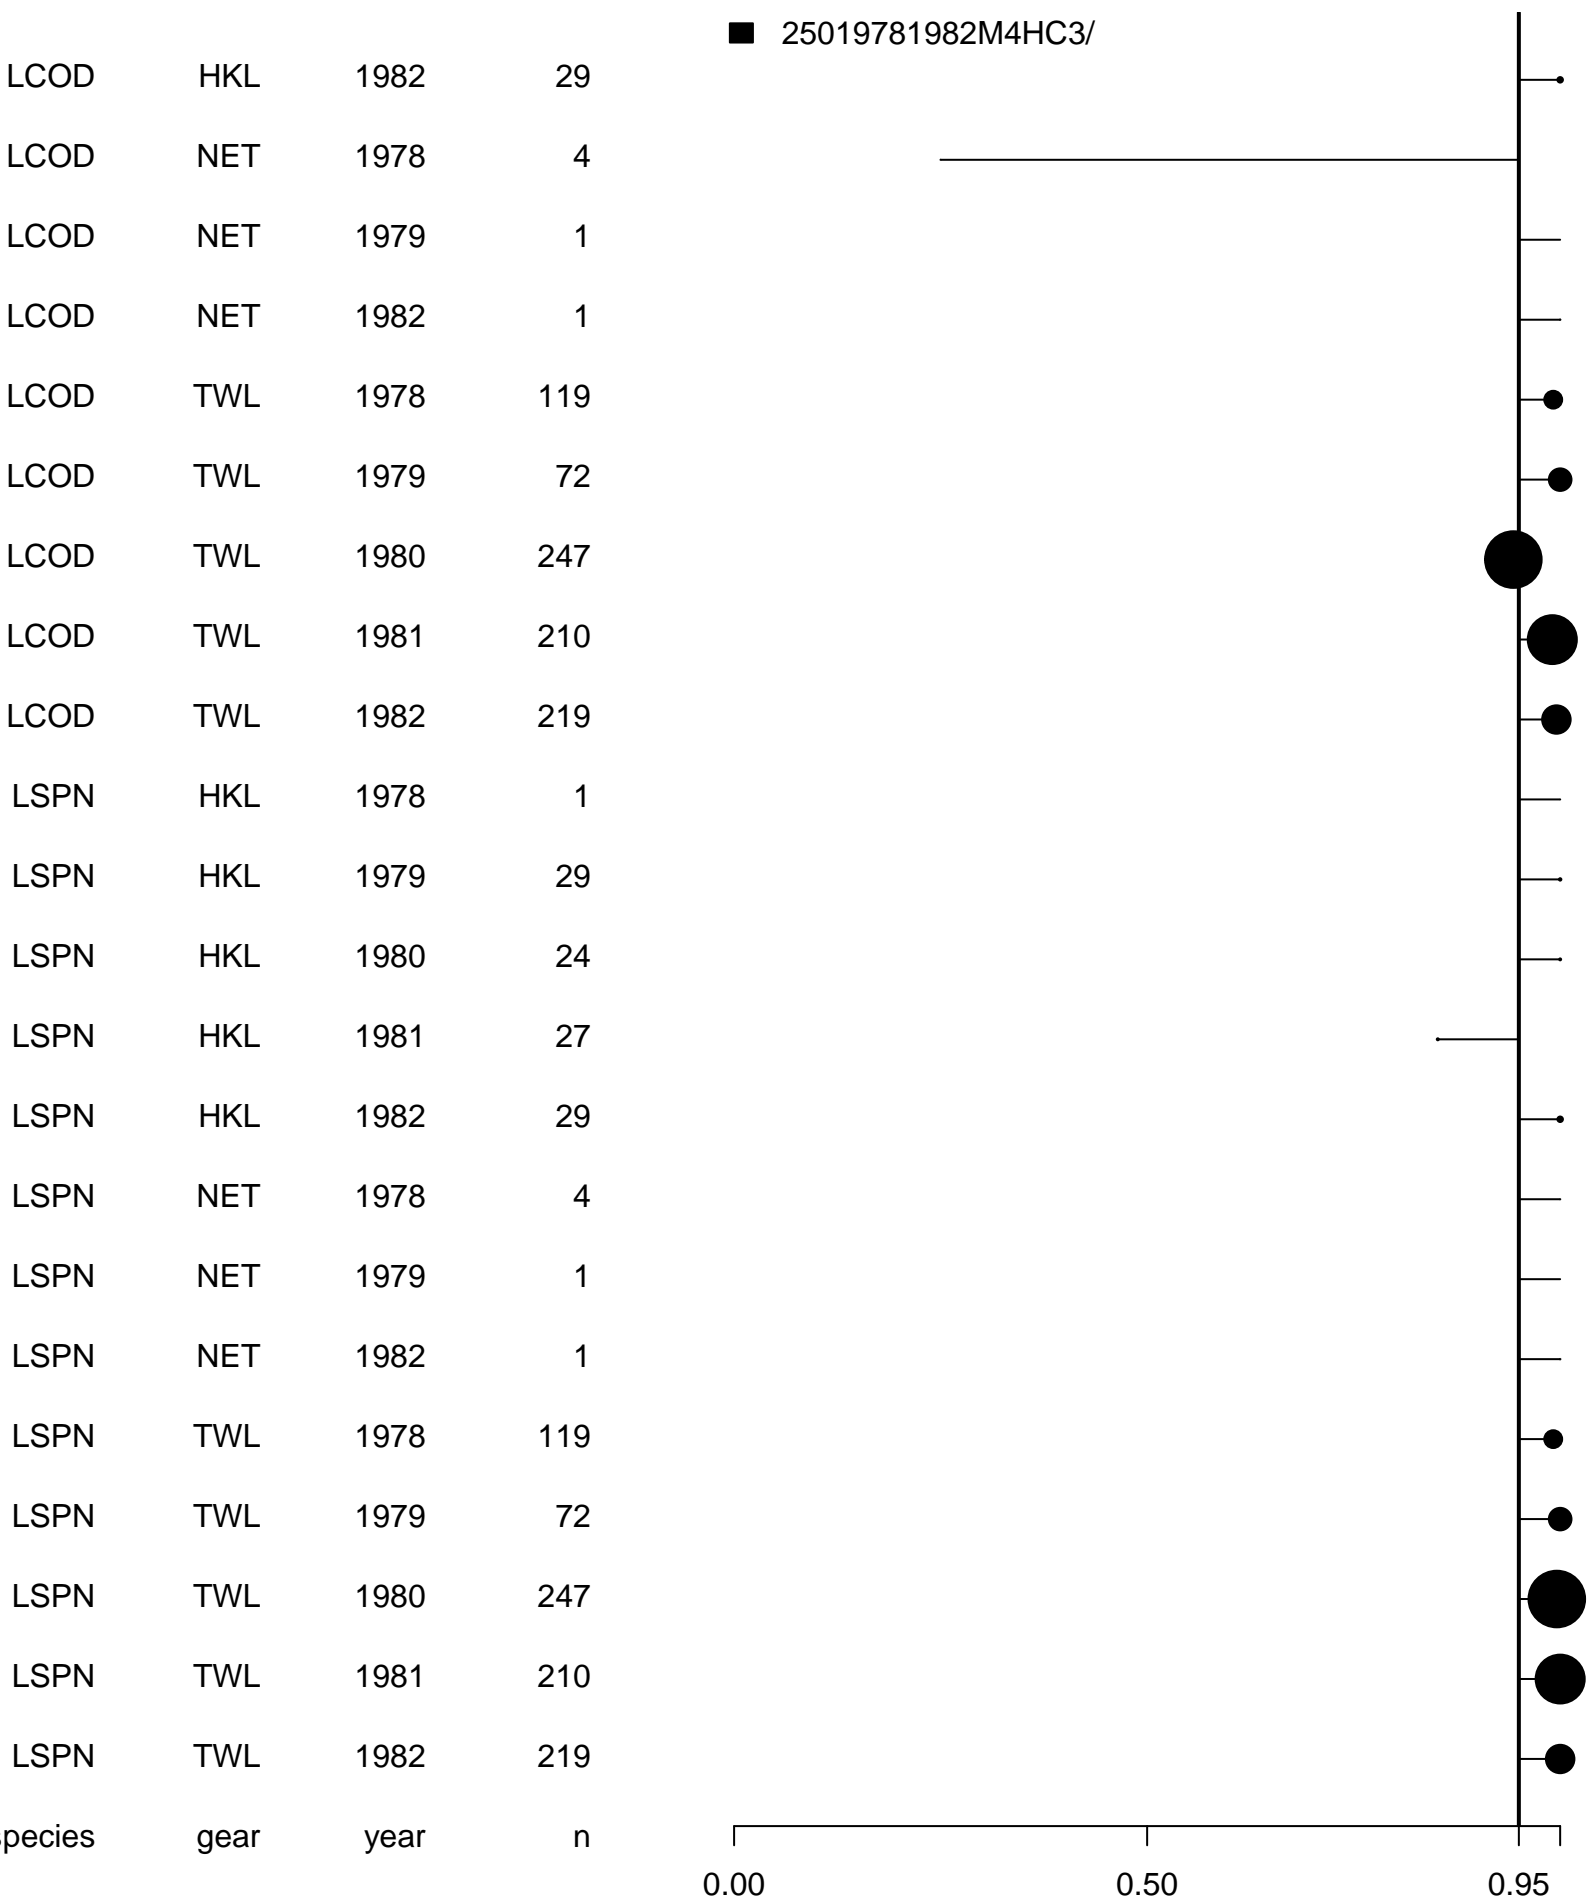 25019781982M4HC3/
LCOD HKL 1982 29
LCOD NET 1978 4
LCOD NET 1979 1
LCOD NET 1982 1
LCOD TWL 1978 119
LCOD TWL 1979 72
LCOD TWL 1980 247
LCOD TWL 1981 210
LCOD TWL 1982 219
LSPN HKL 1978 1
LSPN HKL 1979 29
LSPN HKL 1980 24
LSPN HKL 1981 27
LSPN HKL 1982 29
LSPN NET 1978 4
LSPN NET 1979 1
LSPN NET 1982 1
LSPN TWL 1978 119
LSPN TWL 1979 72
LSPN TWL 1980 247
LSPN TWL 1981 210
LSPN TWL 1982 219
species gear year n
0.00 0.50 0.95